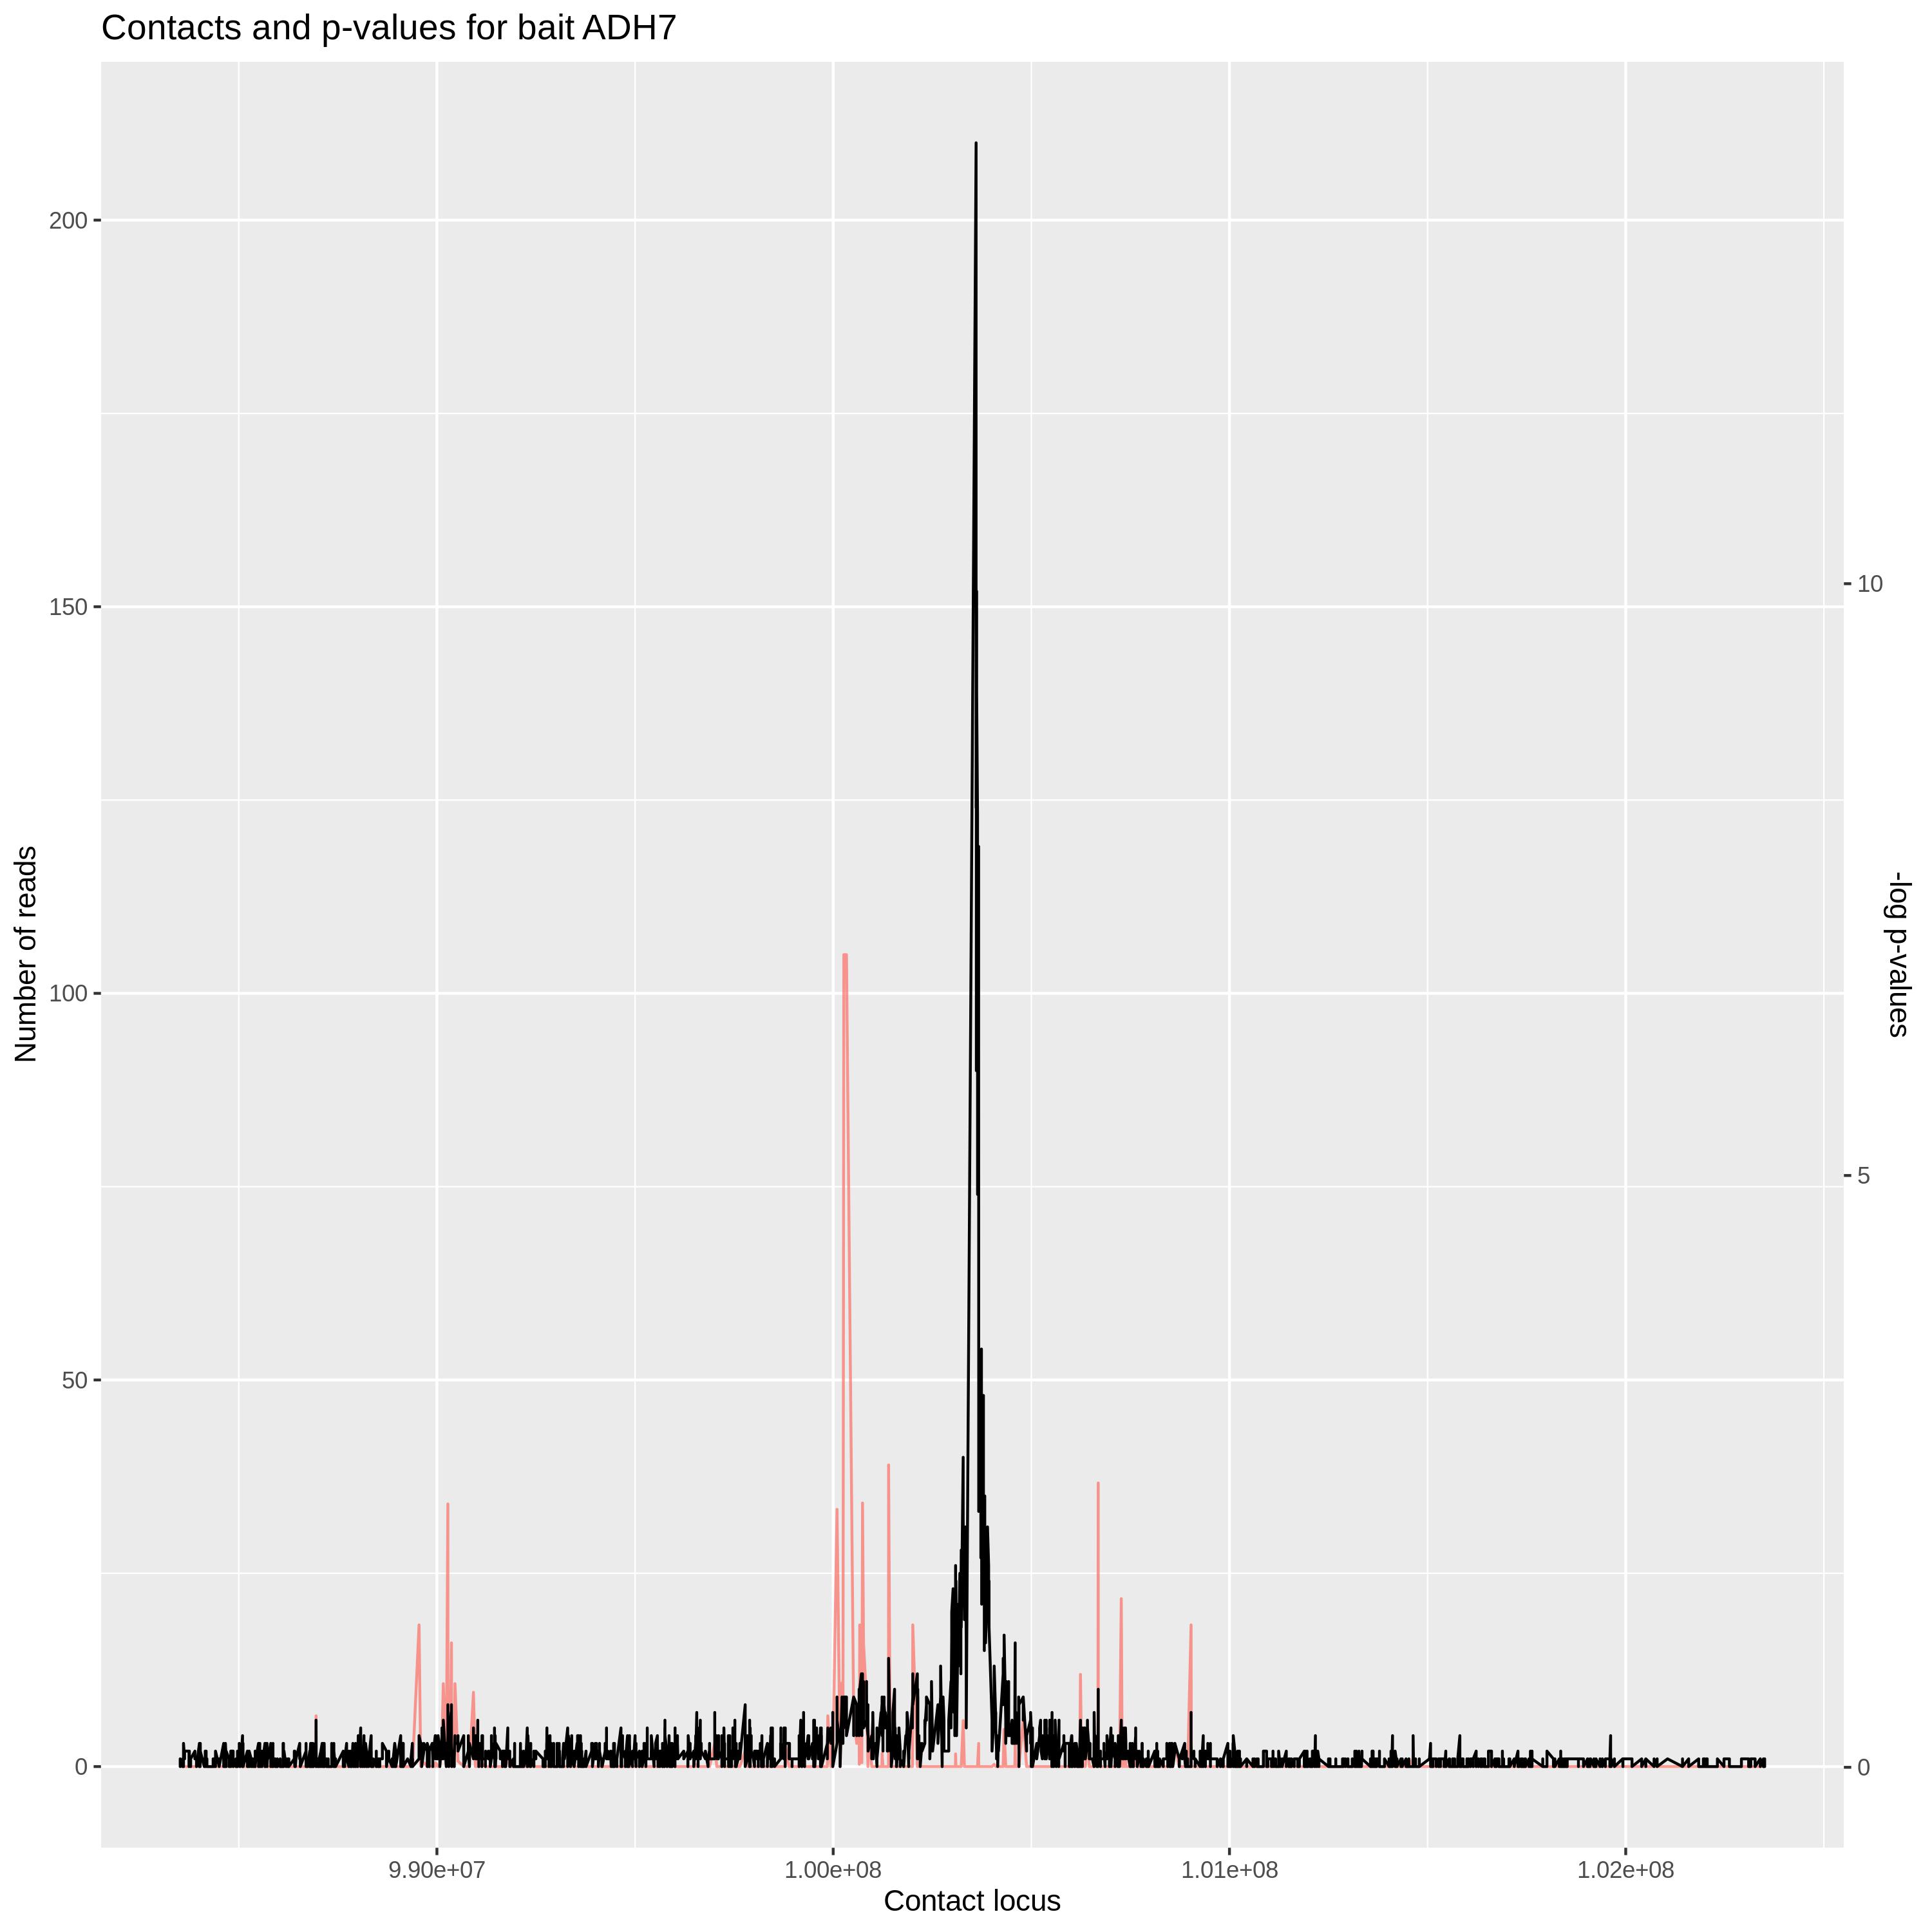 Contacts and p-values for bait ADH7
200
150
100
50
0
Number of reads
10
5
0
-log p-values
9.90e+07
1.00e+08
1.01e+08
1.02e+08
Contact locus